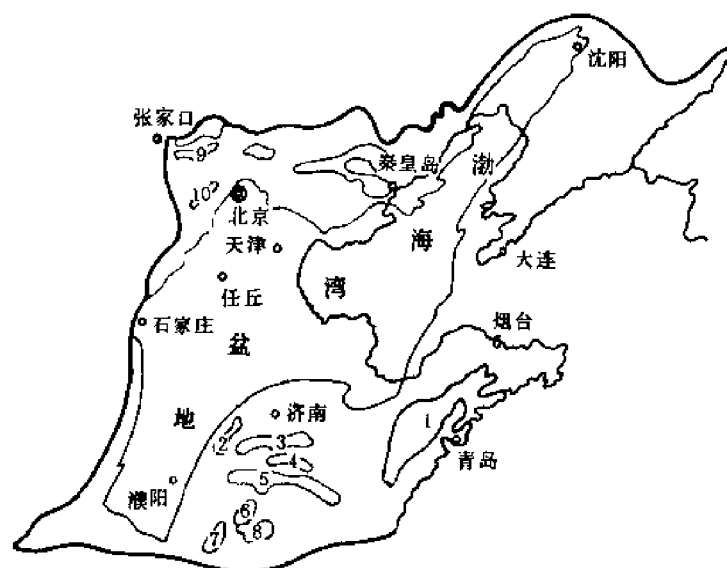 沈阳
张家口
9
秦皇岛
渤
10
北京
海
天津
大连
湾
任丘
烟台
石家庄
盆
济南
地
1
2
3
青岛
4
5
濮阳
6
7
8